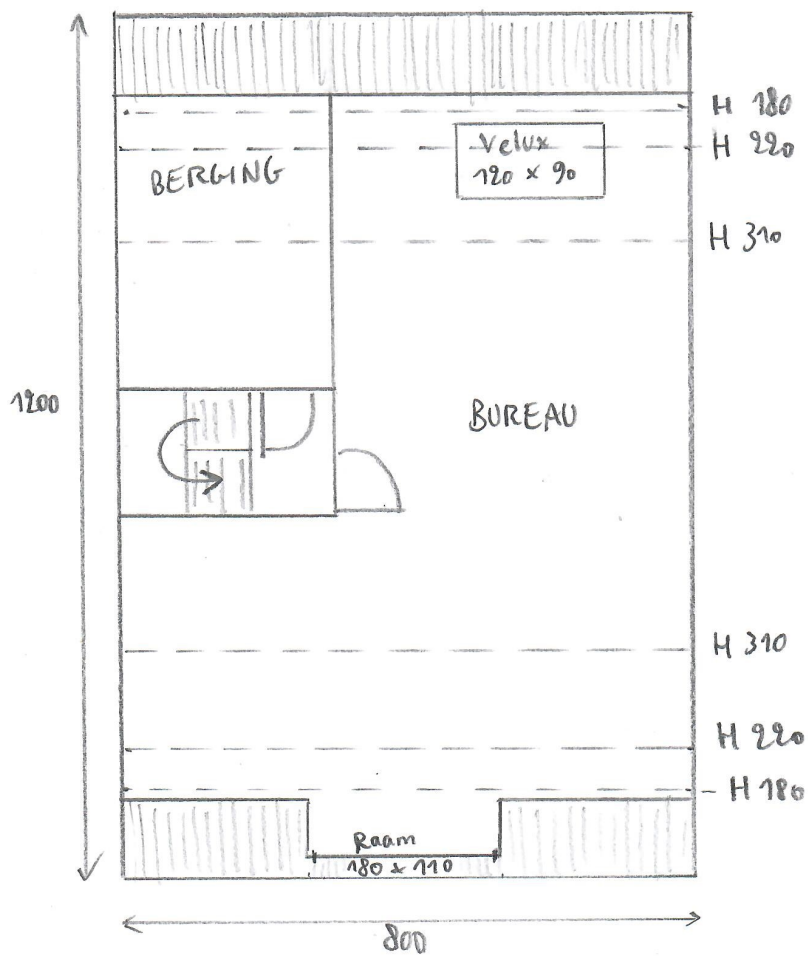 H 180
Velux
120 x 90
H 220
BERGING
H 310
1200
BUREAU
H 310
H 220
H 180
Raam
180 x 110
800